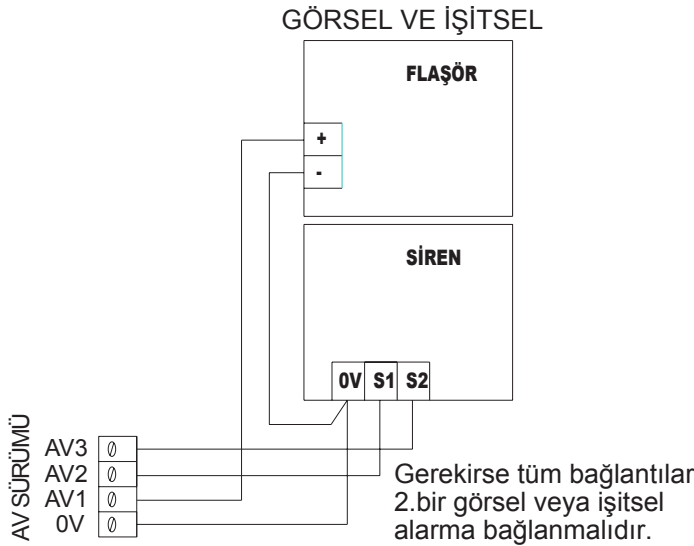 GÖRSEL VE İŞİTSEL
FLAŞÖR
+
-
SİREN
0V S1 S2
AV SÜRÜMÜ
AV3
AV2
AV1
0V
Gerekirse tüm bağlantılar
2.bir görsel veya işitsel
alarma bağlanmalıdır.